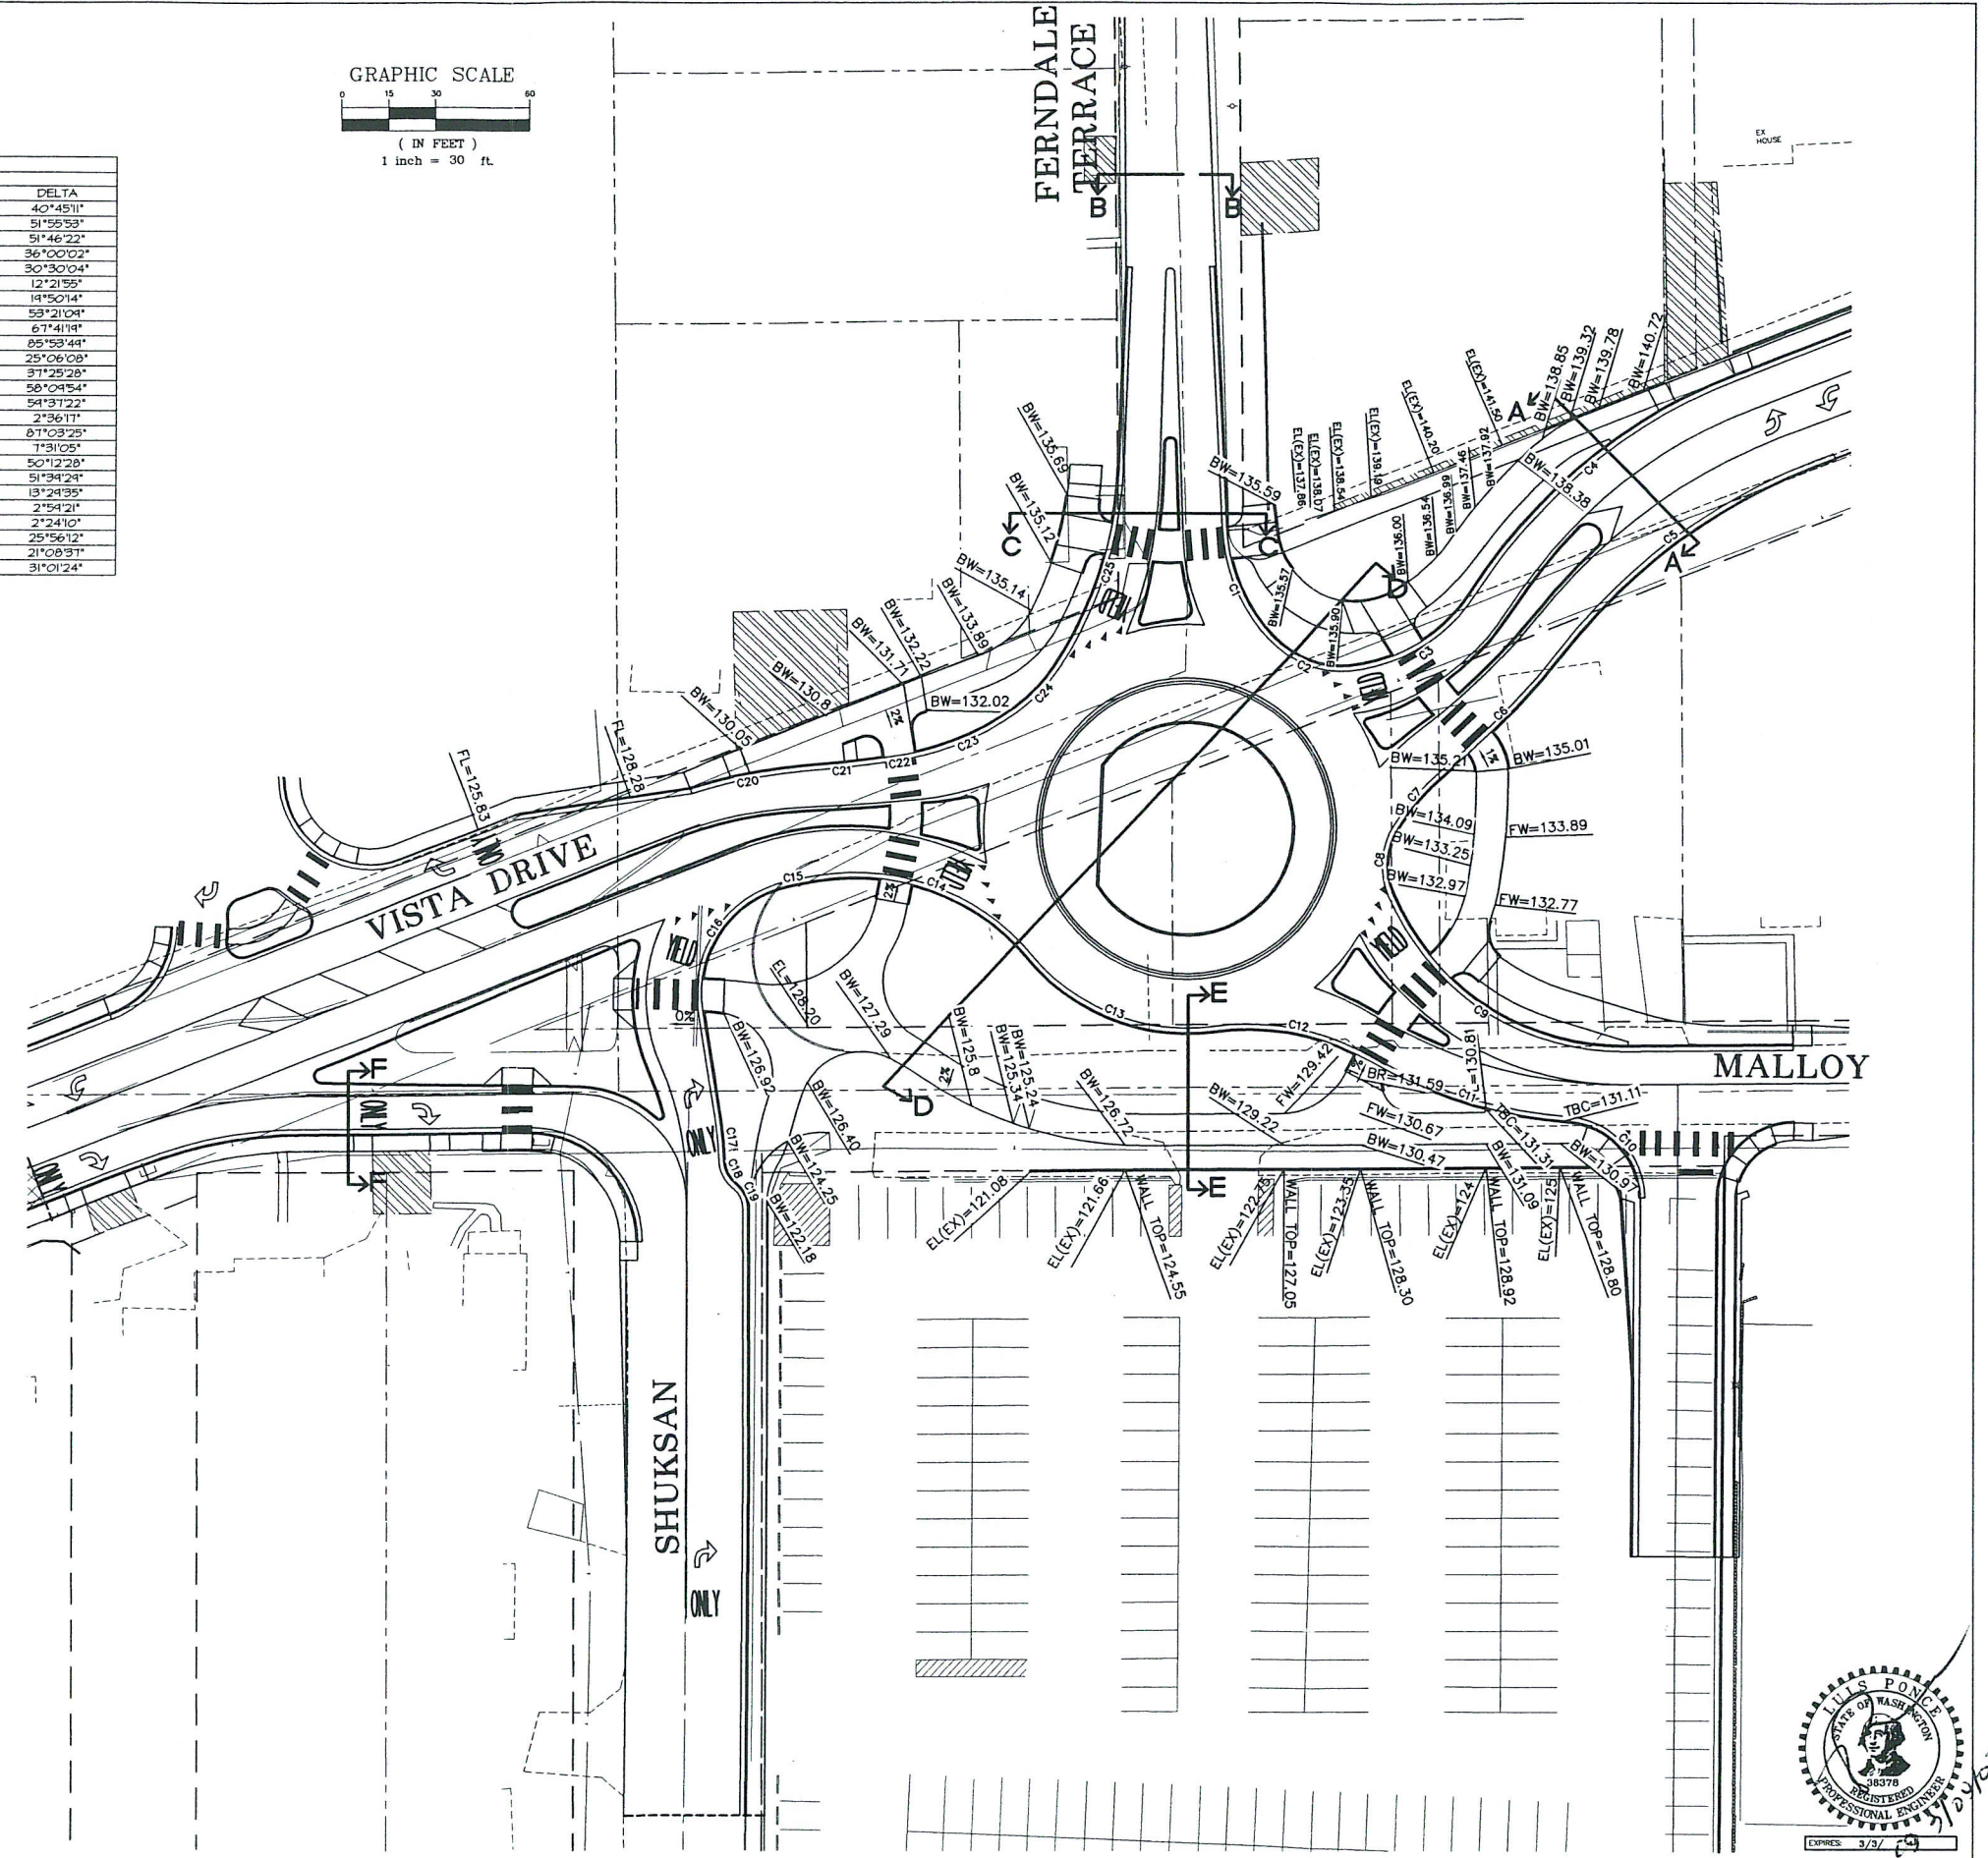 GRAPHIC SCALE
0 15 30 60
( IN FEET )
1 inch = 30 ft.
DELTA
40°45'11"
51°55'53"
51°46'22"
36°00'02"
30°30'04"
12°21'55"
19°50'14"
53°21'09"
67°41'19"
85°53'49"
25°06'08"
37°25'28"
58°09'54"
59°37'22"
2°36'17"
87°03'25"
7°31'05"
50°12'28"
51°39'29"
13°29'35"
2°59'21"
2°24'10"
25°56'12"
21°08'37"
31°01'24"
FERNDALE
TERRACE
EX
HOUSE
B
B
C
C
A
A
D
D
E
E
F
F
BW=135.69
BW=135.12
BW=135.14
BW=133.89
BW=132.22
BW=131.71
BW=132.02
BW=130.8
BW=130.05
FL=128.28
FL=125.83
2%
BW=135.59
EL(EX)=137.86
EL(EX)=138.07
EL(EX)=138.54
EL(EX)=139.19
EL(EX)=140.20
EL(EX)=141.50
BW=138.85
BW=139.32
BW=139.78
BW=140.72
BW=138.38
BW=137.92
BW=137.46
BW=136.99
BW=136.54
BW=136.00
BW=135.57
BW=135.90
C1
C2
C3
C4
C5
C6
C7
C8
C9
C10
C11
C12
C13
C14
C15
C16
C17
C18
C19
C20
C21
C22
C23
C24
C25
YIELD
YIELD
YIELD
YIELD
YIELD
BW=135.21
1%
BW=135.01
BW=134.09
BW=133.25
BW=132.97
FW=133.89
FW=132.77
VISTA DRIVE
ONLY
ONLY
ONLY
ONLY
ONLY
2%
0%
EL=128.20
BW=127.29
BW=126.92
BW=126.40
BW=125.8
2%
BW=125.34
BW=125.24
BW=126.72
BW=124.25
BW=122.18
BW=129.22
FW=129.42
BR=131.59
FW=130.67
BW=130.47
TBC=131.11
TBC=131.31
BW=131.09
MALLOY
EL(EX)=121.08
EL(EX)=121.66
WALL TOP=124.55
WALL TOP=127.05
EL(EX)=123.35
WALL TOP=128.30
EL(EX)=124
WALL TOP=128.92
EL(EX)=125
WALL TOP=128.80
SHUKSAN
LUIS PONCE
STATE OF WASHINGTON
38378
REGISTERED
PROFESSIONAL ENGINEER
EXPIRES: 3/3/